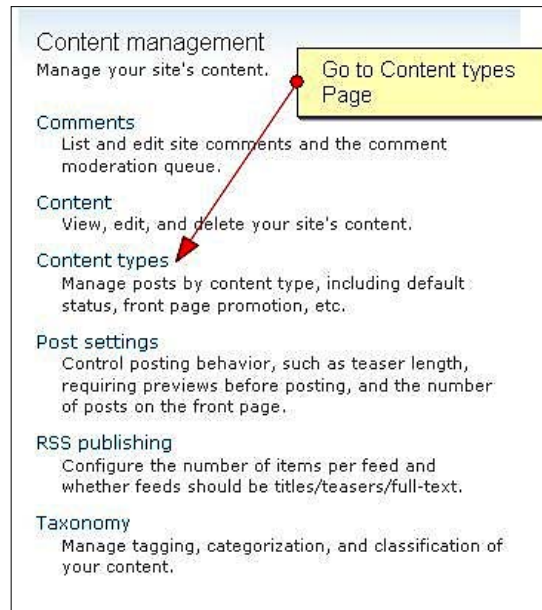 Content management
Manage your site's content.
Go to Content types
Page
Comments
List and edit site comments and the comment
moderation queue.
Content
View, edit, and delete your site's content.
Content types
Manage posts by content type, including default
status, front page promotion, etc.
Post settings
Control posting behavior, such as teaser length,
requiring previews before posting, and the number
of posts on the front page.
RSS publishing
Configure the number of items per feed and
whether feeds should be titles/teasers/full-text.
Taxonomy
Manage tagging, categorization, and classification of
your content.